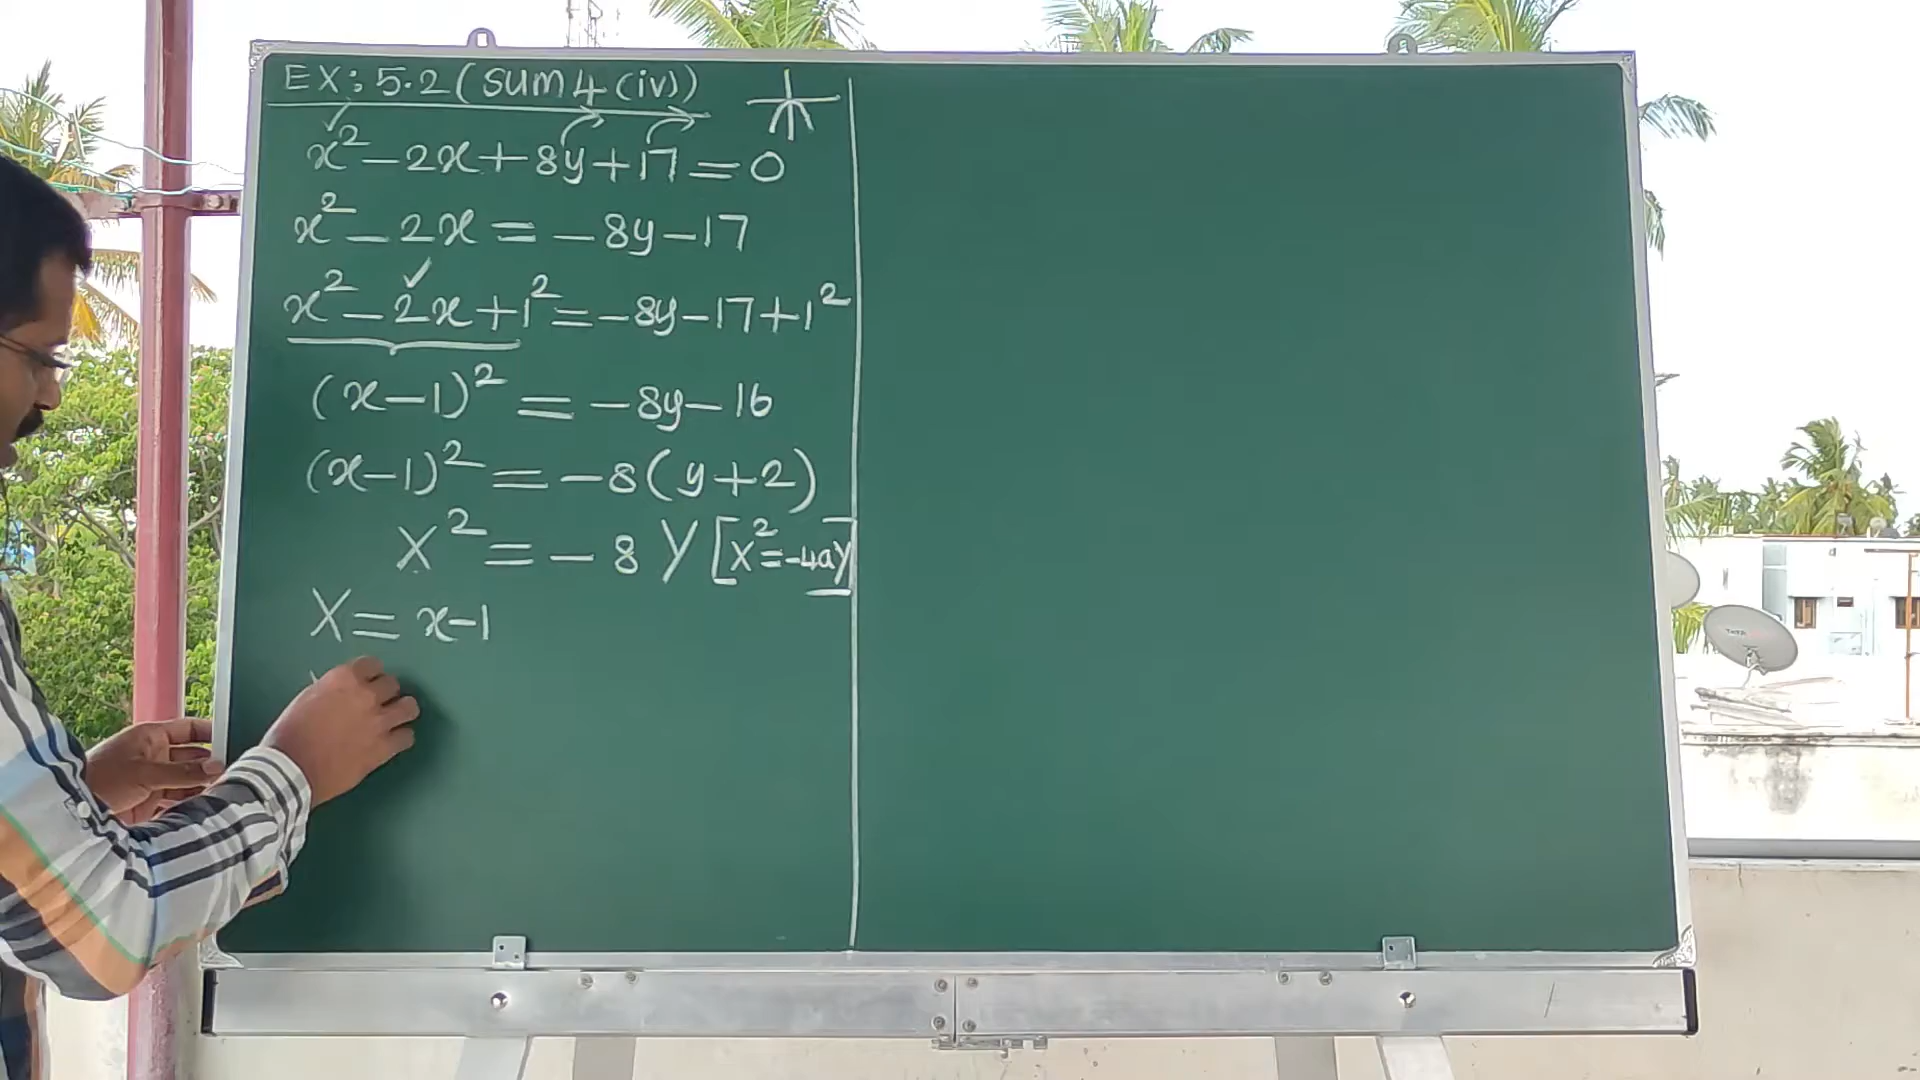 EX: 5.2 (SUM 4 (iv))
x² - 2x + 8y + 17 = 0
x² - 2x = -8y - 17
x² - 2x + 1² = -8y - 17 + 1²
(x-1)² = -8y - 16
(x-1)² = -8(y+2)
X² = -8Y [X² = -4aY]
X = x-1